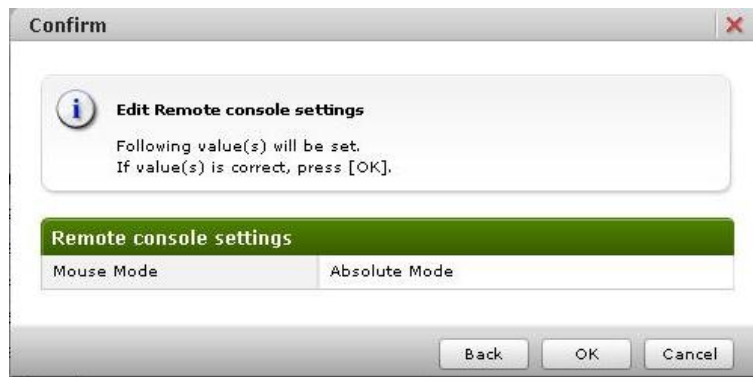 Confirm
Edit Remote console settings
Following value(s) will be set.
If value(s) is correct, press [OK].
Remote console settings
Mouse Mode Absolute Mode
Back OK Cancel